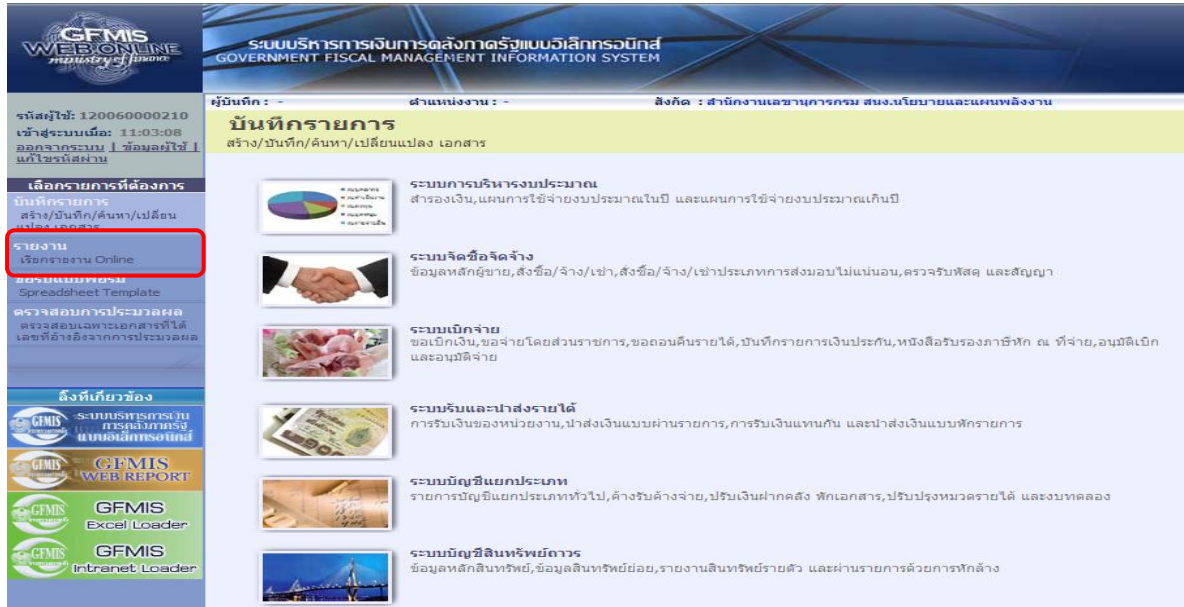 GFMIS
WEB ONLINE
ministry of finance
ระบบบริหารการเงินการคลังภาครัฐแบบอิเล็กทรอนิกส์
GOVERNMENT FISCAL MANAGEMENT INFORMATION SYSTEM
รหัสผู้ใช้: 120060000210
เข้าสู่ระบบเมื่อ: 11:03:08
ออกจากระบบ | ข้อมูลผู้ใช้ |
แก้ไขรหัสผ่าน
เลือกรายการที่ต้องการ
บันทึกรายการ
สร้าง/บันทึก/ค้นหา/เปลี่ยน
แปลง เอกสาร
รายงาน
เรียกรายงาน Online
ขอรับแบบฟอร์ม
Spreadsheet Template
ตรวจสอบการประมวลผล
ตรวจสอบเฉพาะเอกสารที่ได้
เลขที่อ้างอิงจากการประมวลผล
ลิ้งที่เกี่ยวข้อง
GFMIS ระบบบริหารการเงิน
การคลังภาครัฐ
แบบอิเล็กทรอนิกส์
GFMIS GFMIS
WEB REPORT
GFMIS GFMIS
Excel Loader
GFMIS GFMIS
Intranet Loader
ผู้บันทึก : - ตำแหน่งงาน : - สังกัด : สำนักงานเลขานุการกรม สนง.นโยบายและแผนพลังงาน
บันทึกรายการ
สร้าง/บันทึก/ค้นหา/เปลี่ยนแปลง เอกสาร
ระบบการบริหารงบประมาณ
สำรองเงิน,แผนการใช้จ่ายงบประมาณในปี และแผนการใช้จ่ายงบประมาณเกินปี
ระบบจัดซื้อจัดจ้าง
ข้อมูลหลักผู้ขาย,สั่งซื้อ/จ้าง/เช่า,สั่งซื้อ/จ้าง/เช่าประเภทการส่งมอบไม่แน่นอน,ตรวจรับพัสดุ และสัญญา
ระบบเบิกจ่าย
ขอเบิกเงิน,ขอจ่ายโดยส่วนราชการ,ขอถอนคืนรายได้,บันทึกรายการเงินประกัน,หนังสือรับรองภาษีหัก ณ ที่จ่าย,อนุมัติเบิก
และอนุมัติจ่าย
ระบบรับและนำส่งรายได้
การรับเงินของหน่วยงาน,นำส่งเงินแบบผ่านรายการ,การรับเงินแทนกัน และนำส่งเงินแบบพักรายการ
ระบบบัญชีแยกประเภท
รายการบัญชีแยกประเภททั่วไป,ค้างรับค้างจ่าย,ปรับเงินฝากคลัง พักเอกสาร,ปรับปรุงหมวดรายได้ และงบทดลอง
ระบบบัญชีสินทรัพย์ถาวร
ข้อมูลหลักสินทรัพย์,ข้อมูลสินทรัพย์ย่อย,รายงานสินทรัพย์รายตัว และผ่านรายการด้วยการหักล้าง